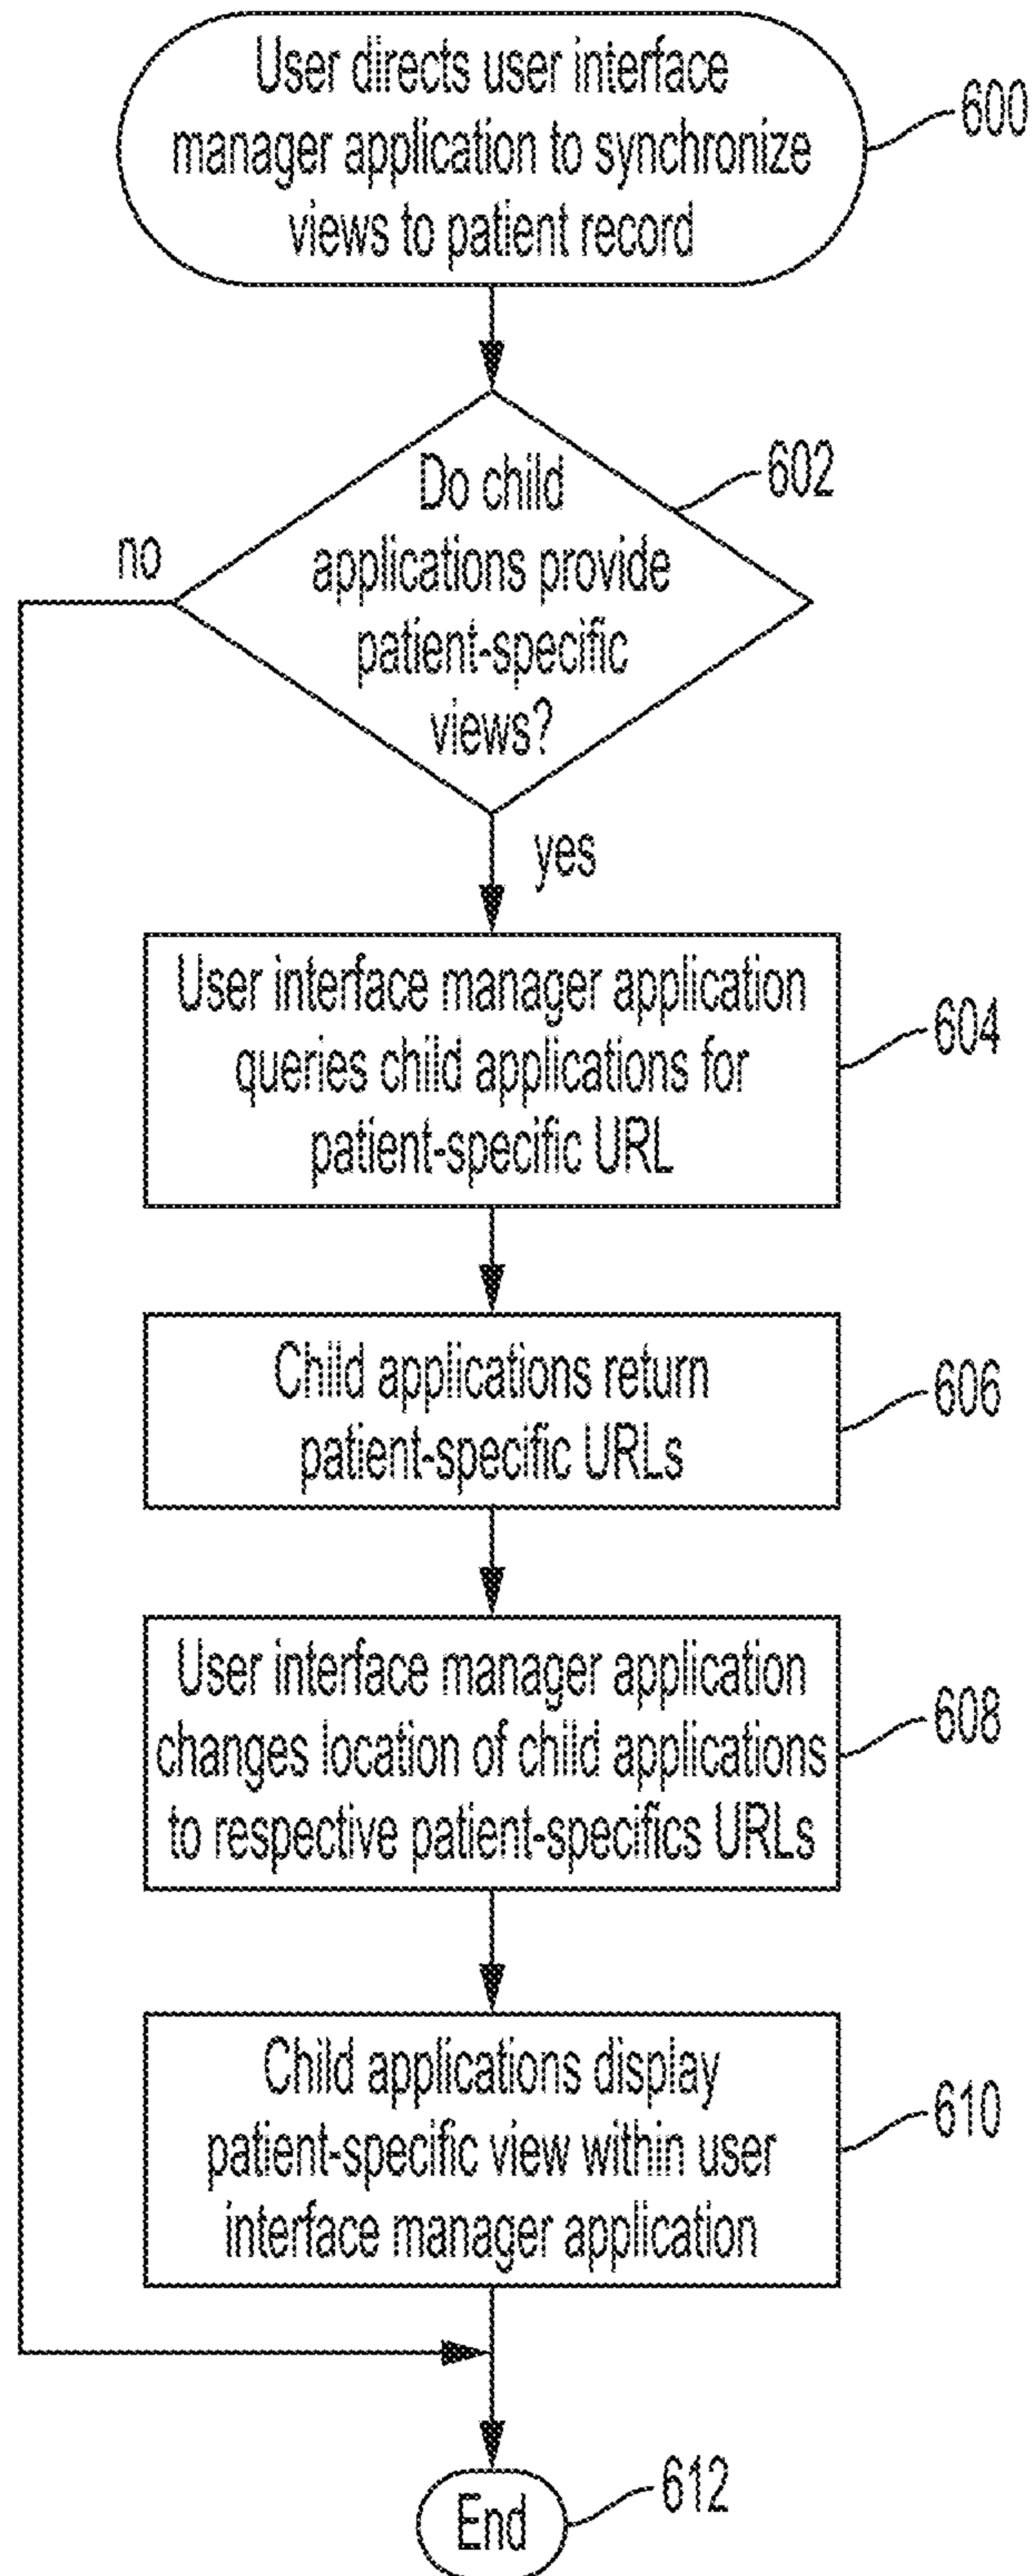 User directs user interface
manager application to synchronize
views to patient record
600
Do child
applications provide
patient-specific
views?
602
no
yes
User interface manager application
queries child applications for
patient-specific URL
604
Child applications return
patient-specific URLs
606
User interface manager application
changes location of child applications
to respective patient-specifics URLs
608
Child applications display
patient-specific view within user
interface manager application
610
End
612